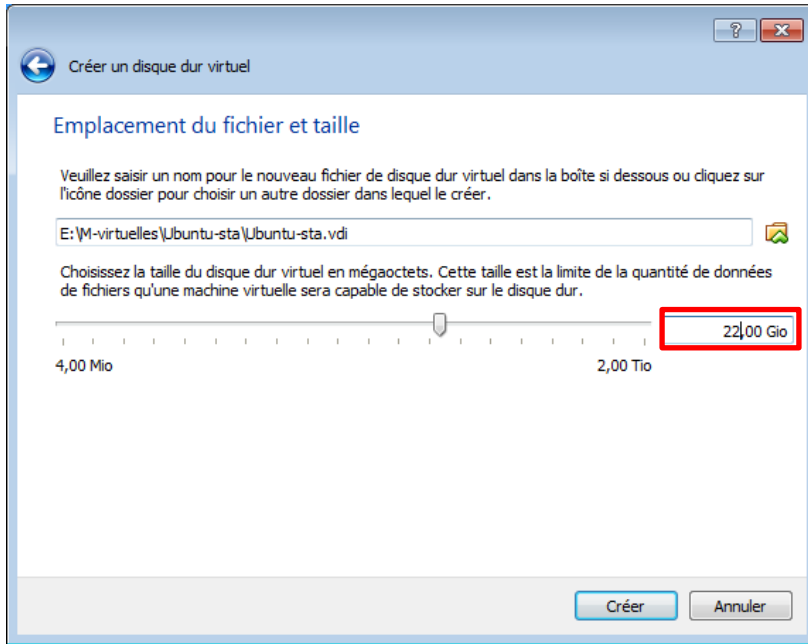 Créer un disque dur virtuel
Emplacement du fichier et taille
Veuillez saisir un nom pour le nouveau fichier de disque dur virtuel dans la boîte si dessous ou cliquez sur
l'icône dossier pour choisir un autre dossier dans lequel le créer.
E:\M-virtuelles\Ubuntu-sta\Ubuntu-sta.vdi
Choisissez la taille du disque dur virtuel en mégaoctets. Cette taille est la limite de la quantité de données
de fichiers qu'une machine virtuelle sera capable de stocker sur le disque dur.
22,00 Gio
4,00 Mio 2,00 Tio
Créer Annuler